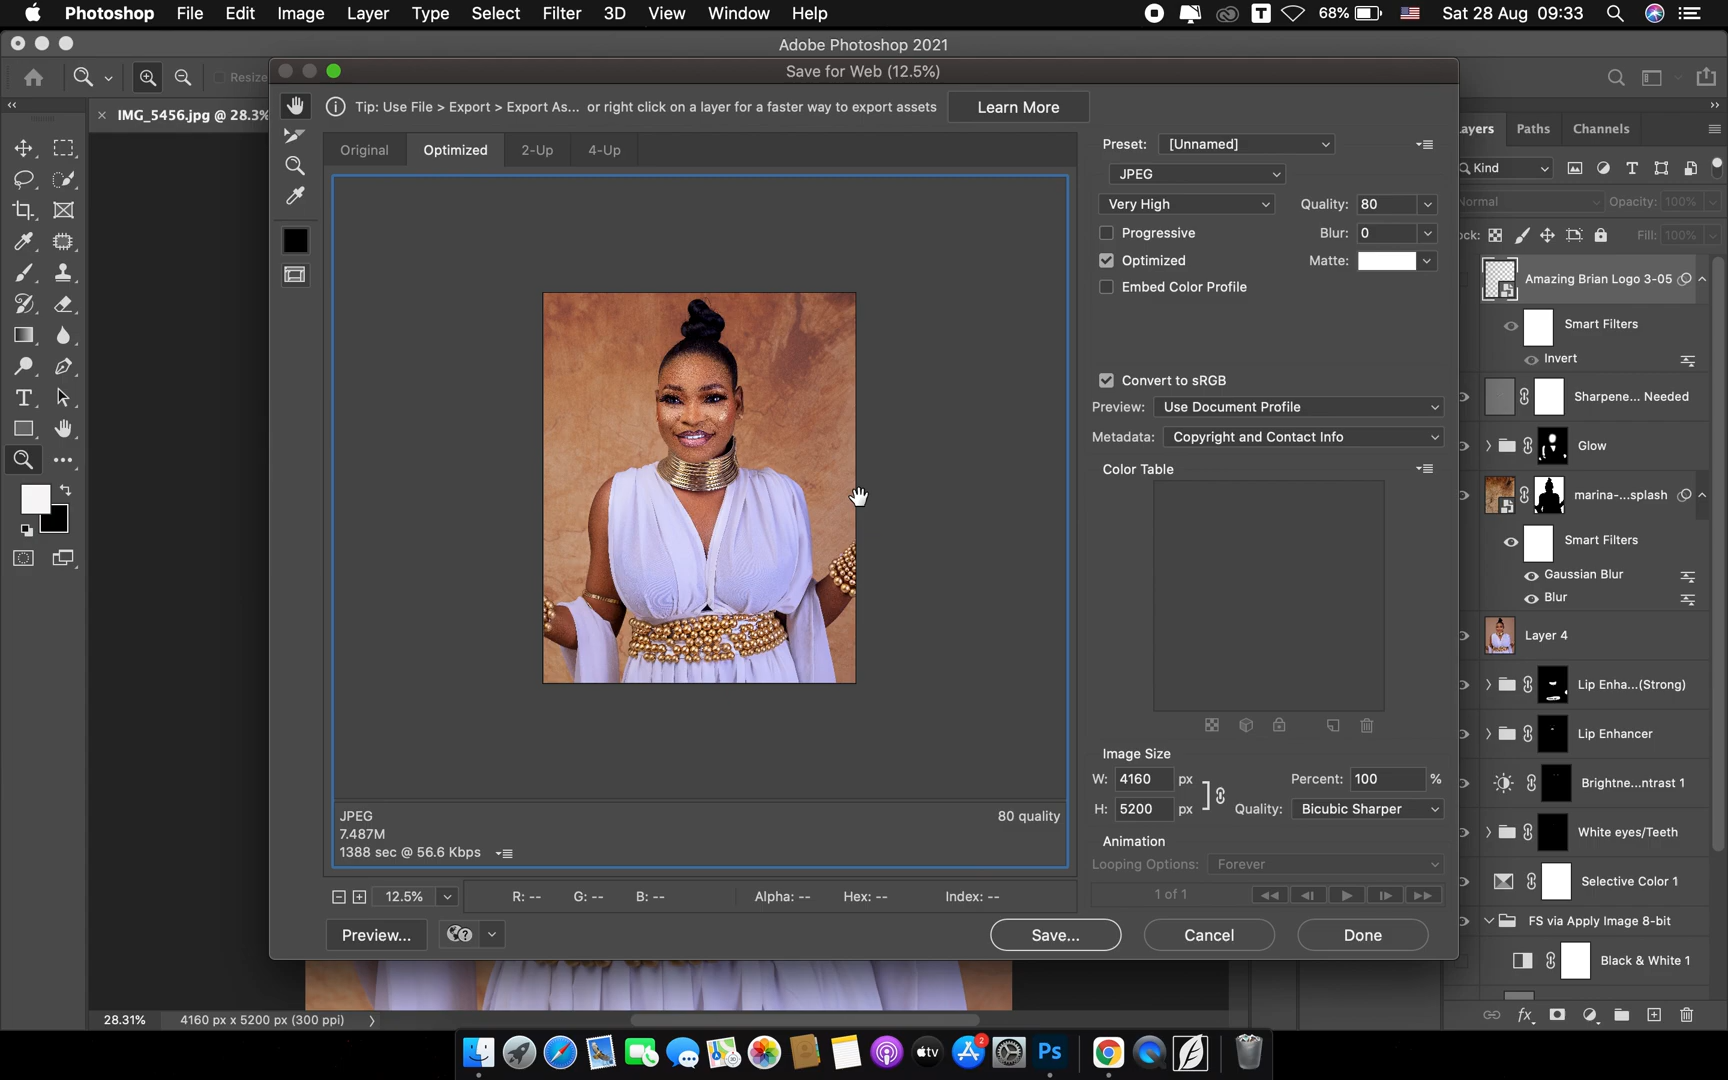 Photoshop File Edit Image Layer Type Select Filter 3D View Window Help 68% Sat 28 Aug 09:33
Adobe Photoshop 2021
Resize
Save for Web (12.5%)
IMG_5456.jpg @ 28.3%
Tip: Use File > Export > Export As... or right click on a layer for a faster way to export assets Learn More
Original Optimized 2-Up 4-Up
Preset: [Unnamed]
JPEG
Very High Quality: 80
Progressive Blur: 0
Optimized Matte:
Embed Color Profile
Convert to sRGB
Preview: Use Document Profile
Metadata: Copyright and Contact Info
Color Table
Image Size
W: 4160 px Percent: 100 %
H: 5200 px Quality: Bicubic Sharper
Animation
Looping Options: Forever
1 of 1
JPEG 80 quality
7.487M
1388 sec @ 56.6 Kbps
12.5% R: -- G: -- B: -- Alpha: -- Hex: -- Index: --
Preview... Save... Cancel Done
ayers Paths Channels
Kind
Normal Opacity: 100%
ock: Fill: 100%
Amazing Brian Logo 3-05
Smart Filters
Invert
Sharpene... Needed
Glow
marina-...splash
Smart Filters
Gaussian Blur
Blur
Layer 4
Lip Enha...(Strong)
Lip Enhancer
Brightne...ntrast 1
White eyes/Teeth
Selective Color 1
FS via Apply Image 8-bit
Black & White 1
28.31% 4160 px x 5200 px (300 ppi)
tv
2
Ps